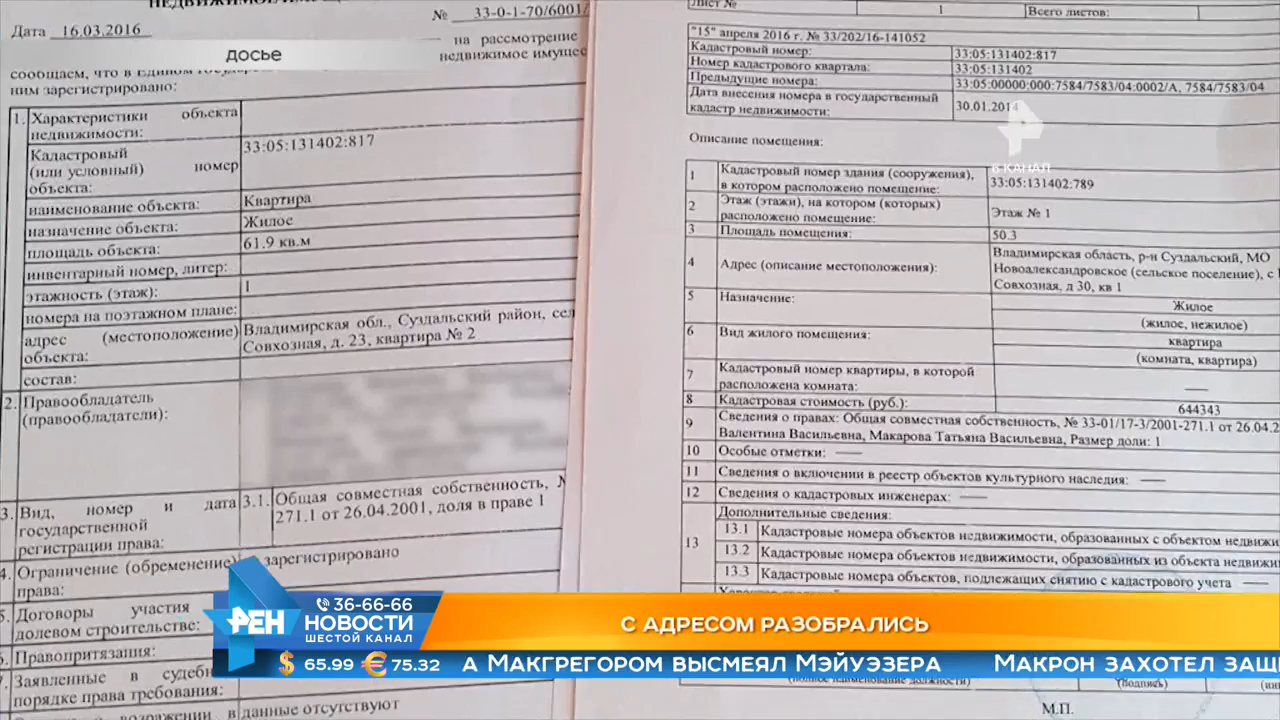 Дата 16.03.2016
№ 33-0-1-70/6001/
досье
на рассмотрение
недвижимое имущес
сообщаем, что в Едином госуда
ним зарегистрировано:
1. Характеристики объекта
недвижимости:
Кадастровый
(или условный) номер
объекта:
33:05:131402:817
наименование объекта: Квартира
назначение объекта: Жилое
площадь объекта: 61.9 кв.м
инвентарный номер, литер:
этажность (этаж): 1
номера на поэтажном плане:
адрес (местоположение)
объекта:
Владимирская обл., Суздальский район, сел
Совхозная, д. 23, квартира № 2
состав:
2. Правообладатель
(правообладатели):
3. Вид, номер и дата
государственной
регистрации права:
3.1. Общая совместная собственность, №
271.1 от 26.04.2001, доля в праве 1
4. Ограничение (обременение)
права:
зарегистрировано
5. Договоры участия
долевом строительстве:
Правопритязания:
Заявленные в судебн
порядке права требования:
данные отсутствуют
Лист №
1
Всего листов:
"15" апреля 2016 г. № 33/202/16-141052
Кадастровый номер: 33:05:131402:817
Номер кадастрового квартала: 33:05:131402
Предыдущие номера: 33:05:00000:000:7584/7583/04:0002/А, 7584/7583/04
Дата внесения номера в государственный
кадастр недвижимости:
30.01.2014
Описание помещения:
1 Кадастровый номер здания (сооружения),
в котором расположено помещение:
33:05:131402:789
2 Этаж (этажи), на котором (которых)
расположено помещение:
Этаж № 1
3 Площадь помещения: 50.3
4 Адрес (описание местоположения):
Владимирская область, р-н Суздальский, МО
Новоалександровское (сельское поселение), с
Совхозная, д 30, кв 1
5 Назначение: Жилое
(жилое, нежилое)
6 Вид жилого помещения: квартира
(комната, квартира)
7 Кадастровый номер квартиры, в которой
расположена комната: ——
8 Кадастровая стоимость (руб.): 644343
9 Сведения о правах: Общая совместная собственность, № 33-01/17-3/2001-271.1 от 26.04.2
Валентина Васильевна, Макарова Татьяна Васильевна, Размер доли: 1
10 Особые отметки: ——
11 Сведения о включении в реестр объектов культурного наследия: ——
12 Сведения о кадастровых инженерах: ——
13 Дополнительные сведения:
13.1 Кадастровые номера объектов недвижимости, образованных с объектом недвижи
13.2 Кадастровые номера объектов недвижимости, образованных из объекта недвижи
13.3 Кадастровые номера объектов, подлежащих снятию с кадастрового учета ——
В КАНАЛ
РЕН
36-66-66
НОВОСТИ
ШЕСТОЙ КАНАЛ
С АДРЕСОМ РАЗОБРАЛИСЬ
$ 65.99 € 75.32
А МАКГРЕГОРОМ ВЫСМЕЯЛ МЭЙУЭЗЕРА МАКРОН ЗАХОТЕЛ ЗАЩ
(полное наименование должности)
(подпись)
(ин
М.П.